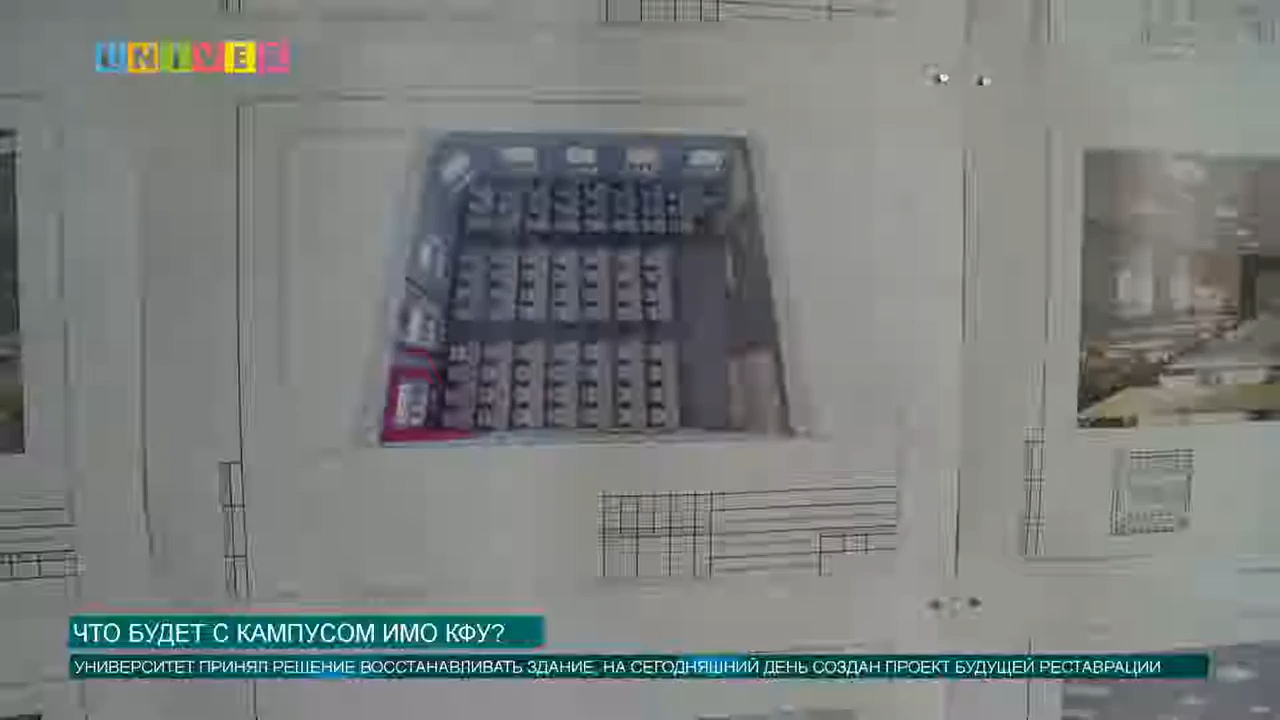 UNIVER
ЧТО БУДЕТ С КАМПУСОМ ИМО КФУ?
УНИВЕРСИТЕТ ПРИНЯЛ РЕШЕНИЕ ВОССТАНАВЛИВАТЬ ЗДАНИЕ, НА СЕГОДНЯШНИЙ ДЕНЬ СОЗДАН ПРОЕКТ БУДУЩЕЙ РЕСТАВРАЦИИ